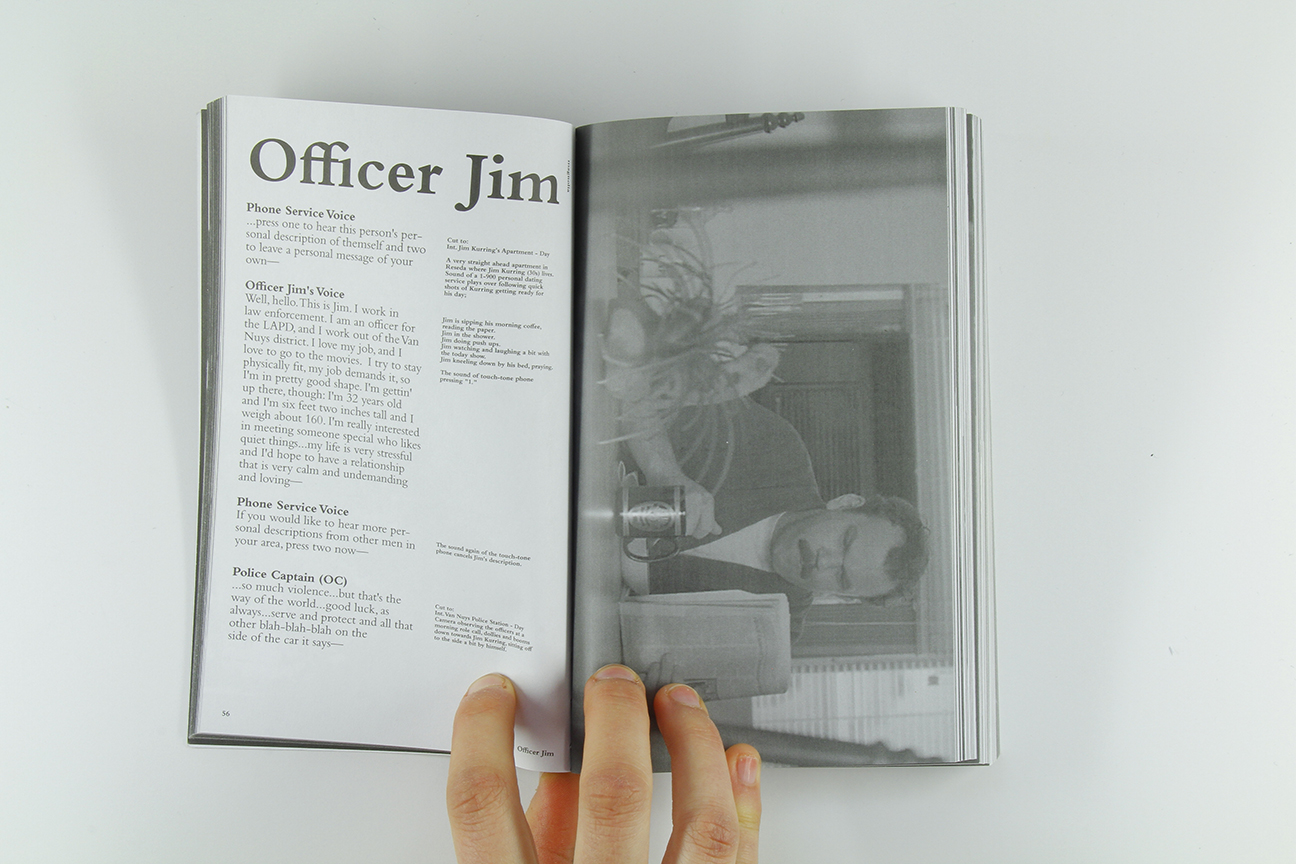 Officer Jim
Phone Service Voice
...press one to hear this person's per-
sonal description of themself and two
to leave a personal message of your
own—
Officer Jim's Voice
Well, hello. This is Jim. I work in
law enforcement. I am an officer for
the LAPD, and I work out of the Van
Nuys district. I love my job, and I
love to go to the movies. I try to stay
physically fit, my job demands it, so
I'm in pretty good shape. I'm gettin'
up there, though: I'm 32 years old
and I'm six feet two inches tall and I
weigh about 160. I'm really interested
in meeting someone special who likes
quiet things...my life is very stressful
and I'd hope to have a relationship
that is very calm and undemanding
and loving—
Phone Service Voice
If you would like to hear more per-
sonal descriptions from other men in
your area, press two now—
Police Captain (OC)
...so much violence...but that's the
way of the world...good luck, as
always...serve and protect and all that
other blah-blah-blah on the
side of the car it says—
Cut to:
Int. Jim Kurring's Apartment - Day
A very straight ahead apartment in
Reseda where Jim Kurring (30s) lives.
Sound of a 1-900 personal dating
service plays over following quick
shots of Kurring getting ready for
his day;
Jim is sipping his morning coffee,
reading the paper.
Jim in the shower.
Jim doing push ups.
Jim watching and laughing a bit with
the today show.
Jim kneeling down by his bed, praying.
The sound of touch-tone phone
pressing "1."
The sound again of the touch-tone
phone cancels Jim's description.
Cut to:
Int. Van Nuys Police Station - Day
Camera observing the officers at a
morning role call, dollies and booms
down towards Jim Kurring, sitting off
to the side a bit by himself.
56
Officer Jim